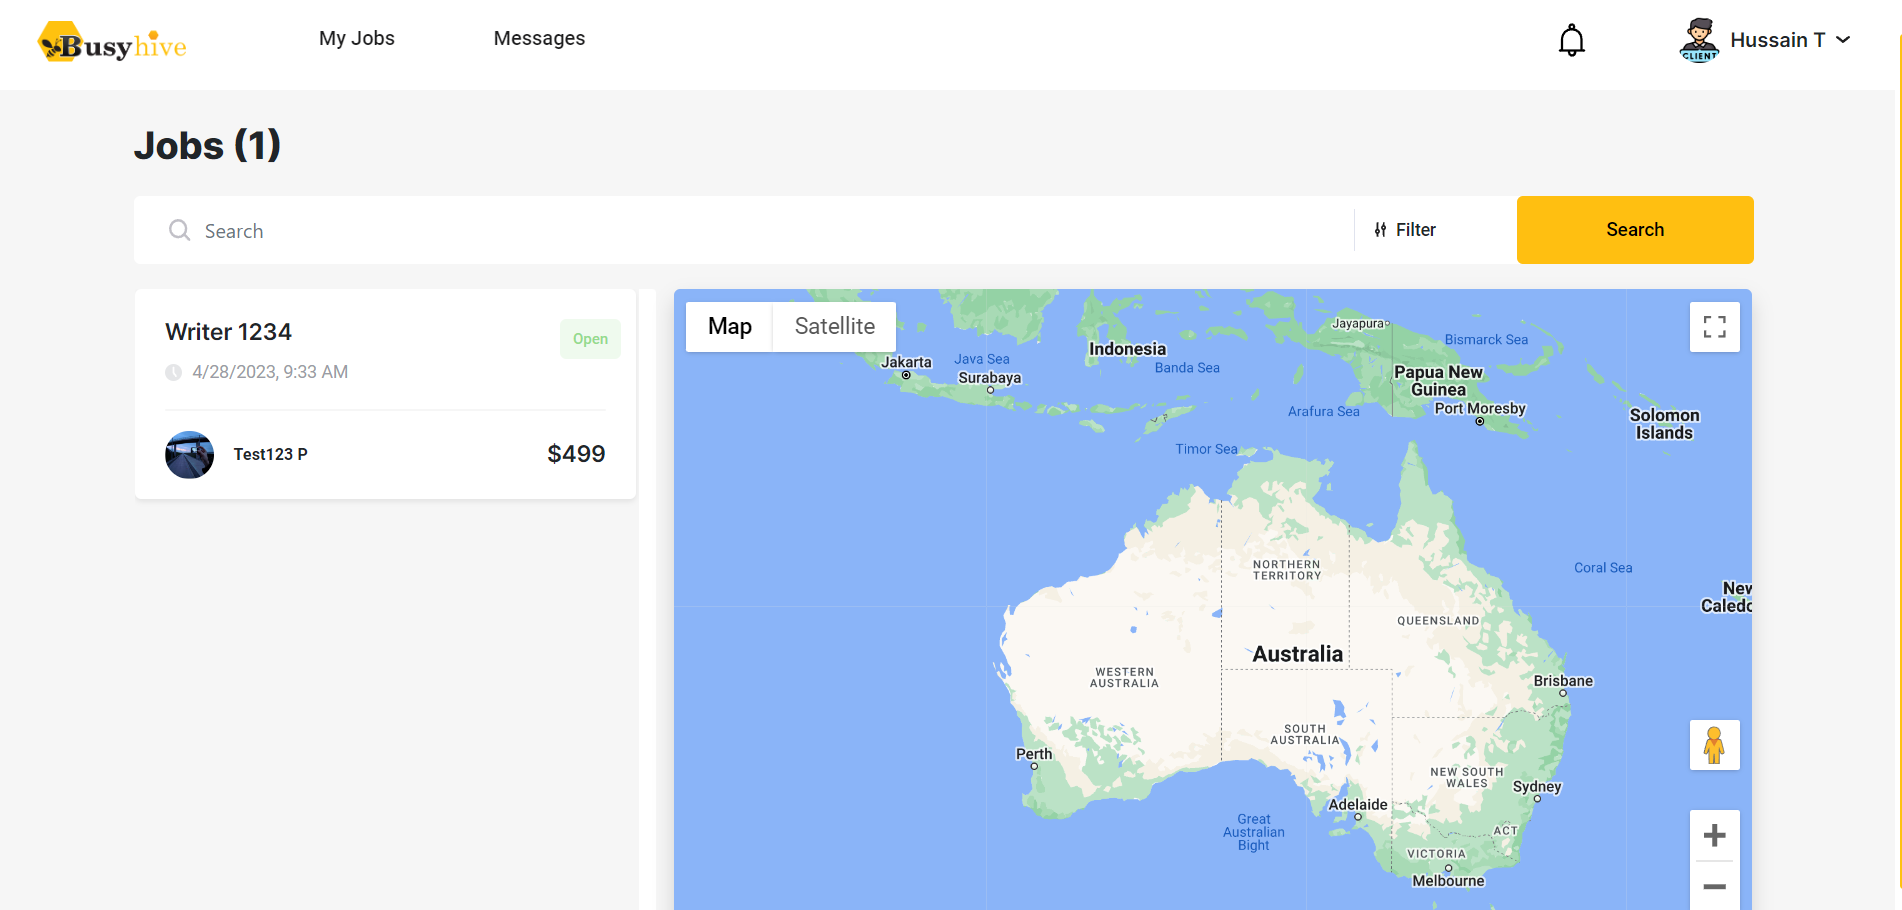 Busyhive
My Jobs
Messages
CLIENT
Hussain T
Jobs (1)
Search
Filter
Search
Writer 1234
Open
4/28/2023, 9:33 AM
Test123 P
$499
Map
Satellite
Jayapura
Bismarck Sea
Indonesia
Jakarta
Java Sea
Banda Sea
Surabaya
Papua New
Guinea
Arafura Sea
Port Moresby
Solomon
Islands
Timor Sea
NORTHERN
TERRITORY
Coral Sea
New
Caledo
QUEENSLAND
Australia
WESTERN
AUSTRALIA
Brisbane
SOUTH
AUSTRALIA
Perth
NEW SOUTH
WALES
Sydney
Adelaide
Great
Australian
Bight
ACT
VICTORIA
Melbourne